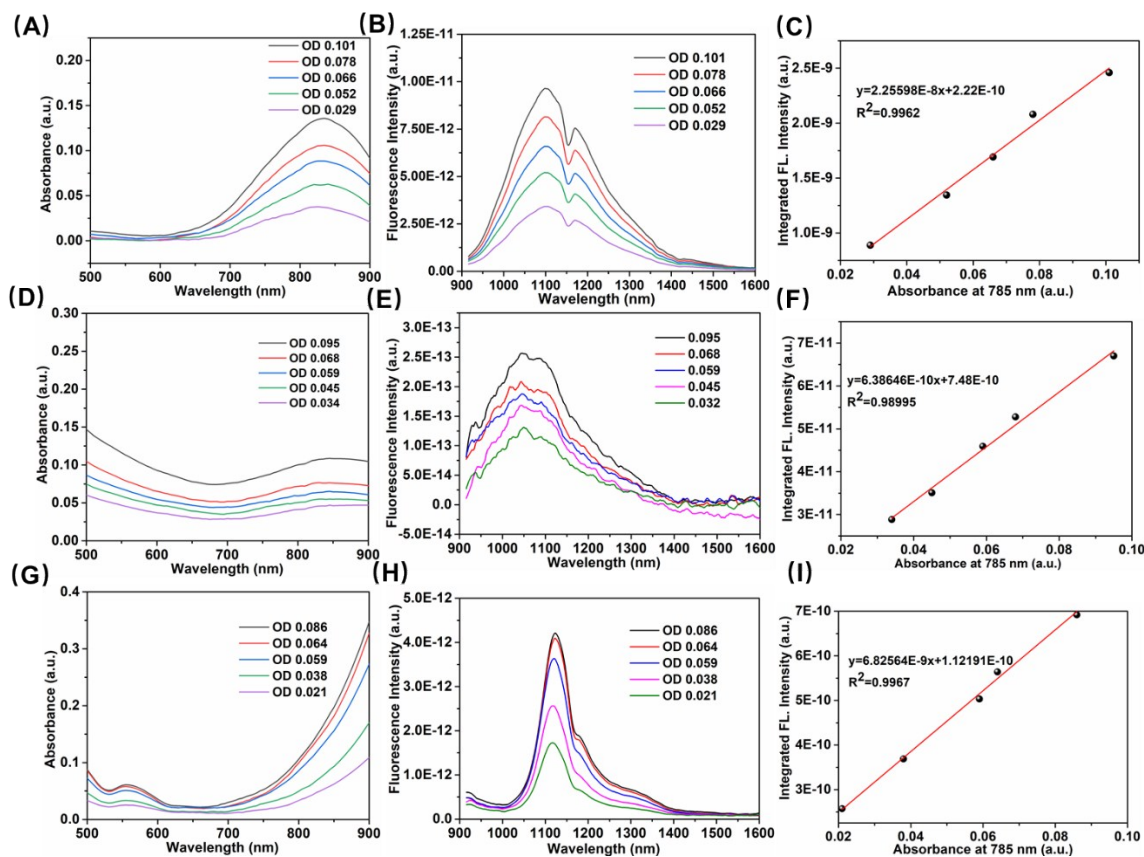 (A)
0.20
0.15
0.10
0.05
0.00
Absorbance (a.u.)
OD 0.101
OD 0.078
OD 0.066
OD 0.052
OD 0.029
500 600 700 800 900
Wavelength (nm)
(B)
1.25E-11
1.00E-11
7.50E-12
5.00E-12
2.50E-12
0.00
Fluorescence Intensity (a.u.)
OD 0.101
OD 0.078
OD 0.066
OD 0.052
OD 0.029
900 1000 1100 1200 1300 1400 1500 1600
Wavelength (nm)
(C)
2.5E-9
2.0E-9
1.5E-9
1.0E-9
Integrated FL. Intensity (a.u.)
y=2.25598E-8x+2.22E-10
R2=0.9962
0.02 0.04 0.06 0.08 0.10
Absorbance at 785 nm (a.u.)
(D)
0.30
0.25
0.20
0.15
0.10
0.05
0.00
Absorbance (a.u.)
OD 0.095
OD 0.068
OD 0.059
OD 0.045
OD 0.034
500 600 700 800 900
Wavelength (nm)
(E)
3.0E-13
2.5E-13
2.0E-13
1.5E-13
1.0E-13
5.0E-14
0.0
-5.0E-14
Fluorescence Intensity (a.u.)
0.095
0.068
0.059
0.045
0.032
900 1000 1100 1200 1300 1400 1500 1600
Wavelength (nm)
(F)
7E-11
6E-11
5E-11
4E-11
3E-11
Integrated FL. Intensity (a.u.)
y=6.38646E-10x+7.48E-10
R2=0.98995
0.02 0.04 0.06 0.08 0.10
Absorbance at 785 nm (a.u.)
(G)
0.4
0.3
0.2
0.1
0.0
Absorbance (a.u.)
OD 0.086
OD 0.064
OD 0.059
OD 0.038
OD 0.021
500 600 700 800 900
Wavelength (nm)
(H)
5.0E-12
4.0E-12
3.0E-12
2.0E-12
1.0E-12
0.0
Fluorescence Intensity (a.u.)
OD 0.086
OD 0.064
OD 0.059
OD 0.038
OD 0.021
900 1000 1100 1200 1300 1400 1500 1600
Wavelength (nm)
(I)
7E-10
6E-10
5E-10
4E-10
3E-10
Integrated FL. Intensity (a.u.)
y=6.82564E-9x+1.12191E-10
R2=0.9967
0.02 0.04 0.06 0.08 0.10
Absorbance at 785 nm (a.u.)